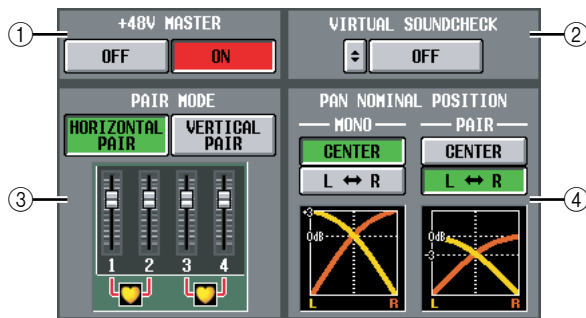 ①
+48V MASTER
OFF
ON
②
VIRTUAL SOUNDCHECK
OFF
③
PAIR MODE
HORIZONTAL
PAIR
VERTICAL
PAIR
1 2 3 4
④
PAN NOMINAL POSITION
MONO
CENTER
L ↔ R
+3
0dB
L R
PAIR
CENTER
L ↔ R
0dB
-3
L R